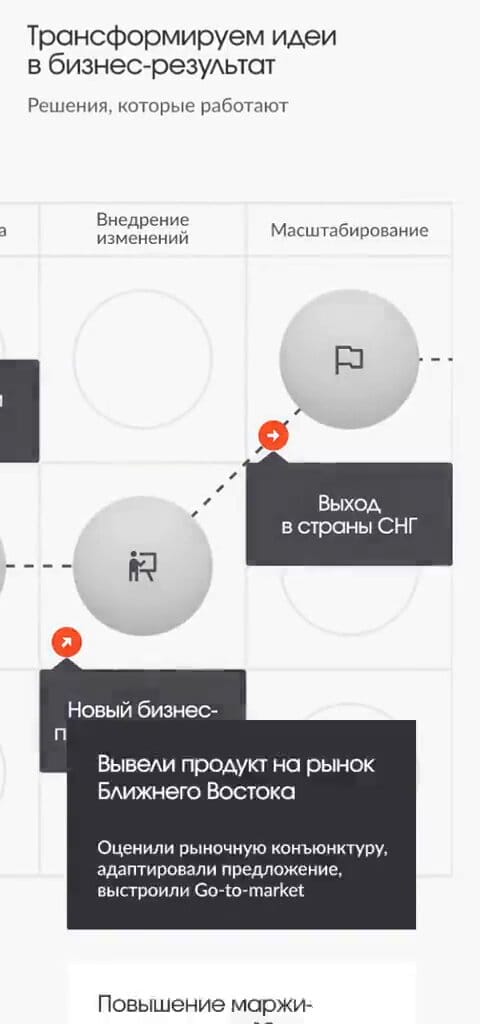 Трансформируем идеи
в бизнес-результат
Решения, которые работают
а
Внедрение
изменений
Масштабирование
Выход
в страны СНГ
Новый бизнес-
п
Вывели продукт на рынок
Ближнего Востока
Оценили рыночную конъюнктуру,
адаптировали предложение,
выстроили Go-to-market
Повышение маржи-